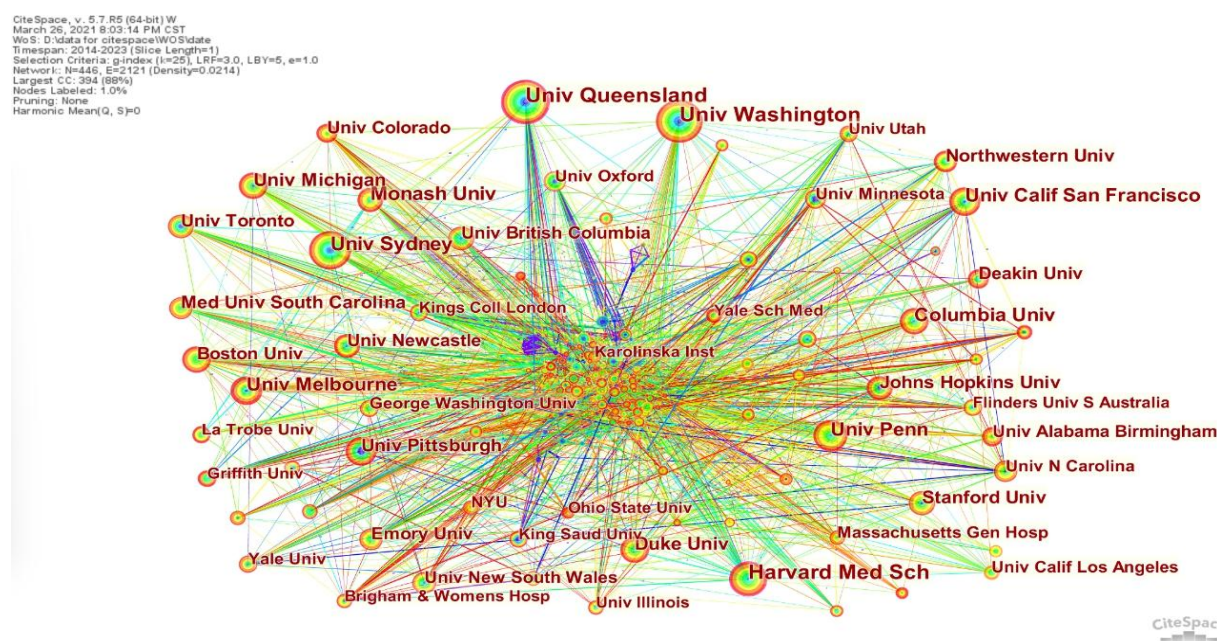 CiteSpace, v. 5.7.R5 (64-bit) W
March 26, 2021 8:03:14 PM CST
WoS: D:\data for citespace\WOS\date
Timespan: 2014-2023 (Slice Length=1)
Selection Criteria: g-index (k=25), LRF=3.0, LBY=5, e=1.0
Network: N=446, E=2121 (Density=0.0214)
Largest CC: 394 (88%)
Nodes Labeled: 1.0%
Pruning: None
Harmonic Mean(Q, S)=0
Univ Queensland
Univ Washington
Univ Colorado
Univ Utah
Northwestern Univ
Univ Oxford
Univ Michigan
Monash Univ
Univ Minnesota
Univ Calif San Francisco
Univ Toronto
Univ British Columbia
Univ Sydney
Deakin Univ
Med Univ South Carolina
Kings Coll London
Yale Sch Med
Columbia Univ
Univ Newcastle
Karolinska Inst
Boston Univ
Univ Melbourne
Johns Hopkins Univ
George Washington Univ
Flinders Univ S Australia
La Trobe Univ
Univ Penn
Univ Alabama Birmingham
Univ Pittsburgh
Univ N Carolina
Griffith Univ
NYU
Stanford Univ
Ohio State Univ
Emory Univ
King Saud Univ
Massachusetts Gen Hosp
Duke Univ
Yale Univ
Univ Calif Los Angeles
Harvard Med Sch
Univ New South Wales
Brigham & Womens Hosp
Univ Illinois
CiteSpac